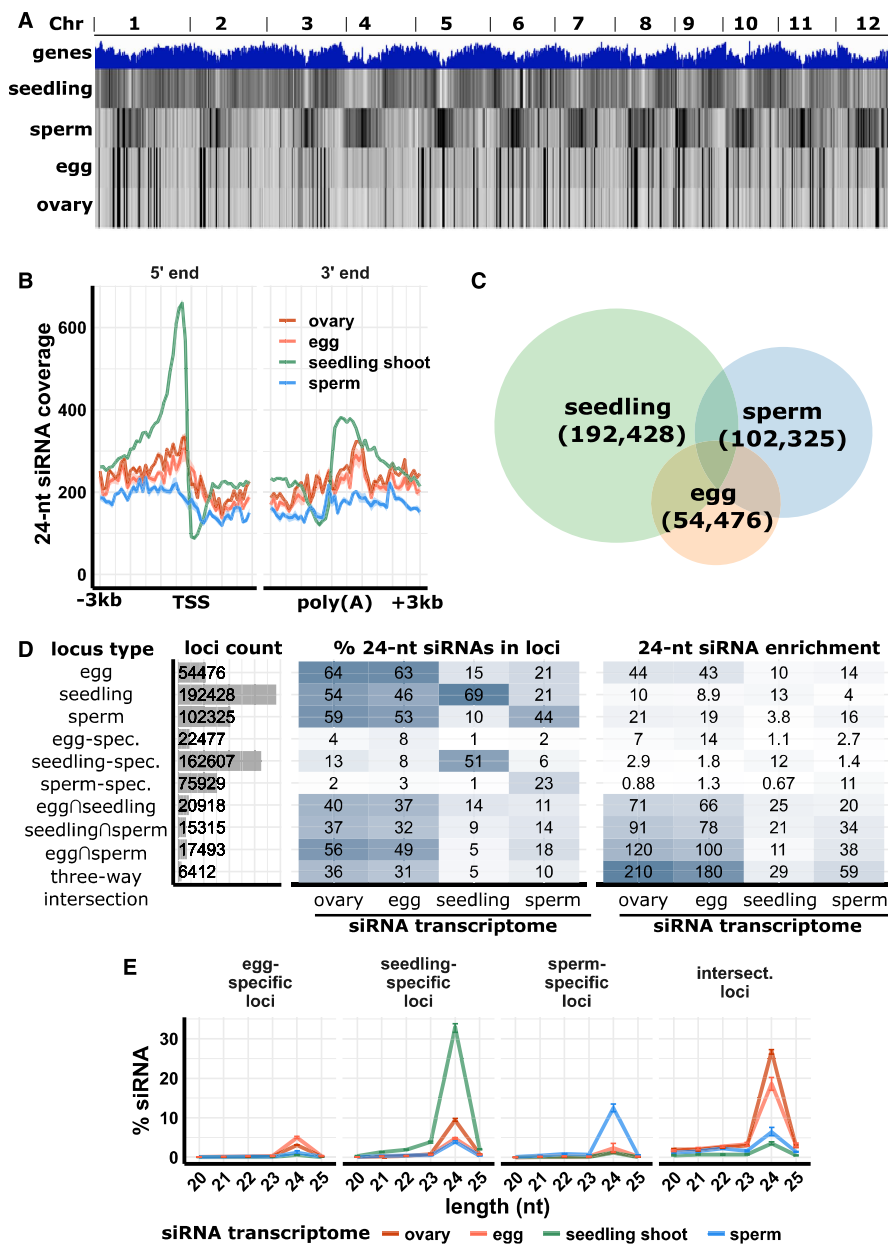 A
Chr 1 2 3 4 5 6 7 8 9 10 11 12
genes
seedling
sperm
egg
ovary
B
5' end 3' end
24-nt siRNA coverage
600
400
200
0
ovary
egg
seedling shoot
sperm
-3kb TSS poly(A) +3kb
C
seedling
(192,428)
sperm
(102,325)
egg
(54,476)
D
locus type loci count % 24-nt siRNAs in loci 24-nt siRNA enrichment
egg 54476 64 63 15 21 44 43 10 14
seedling 192428 54 46 69 21 10 8.9 13 4
sperm 102325 59 53 10 44 21 19 3.8 16
egg-spec. 22477 4 8 1 2 7 14 1.1 2.7
seedling-spec. 162607 13 8 51 6 2.9 1.8 12 1.4
sperm-spec. 75929 2 3 1 23 0.88 1.3 0.67 11
egg∩seedling 20918 40 37 14 11 71 66 25 20
seedling∩sperm 15315 37 32 9 14 91 78 21 34
egg∩sperm 17493 56 49 5 18 120 100 11 38
three-way 6412 36 31 5 10 210 180 29 59
intersection
ovary egg seedling sperm ovary egg seedling sperm
siRNA transcriptome siRNA transcriptome
E
egg-
specific
loci
seedling-
specific
loci
sperm-
specific
loci
intersect.
loci
% siRNA
30
20
10
0
20 21 22 23 24 25 20 21 22 23 24 25 20 21 22 23 24 25 20 21 22 23 24 25
length (nt)
siRNA transcriptome ovary egg seedling shoot sperm